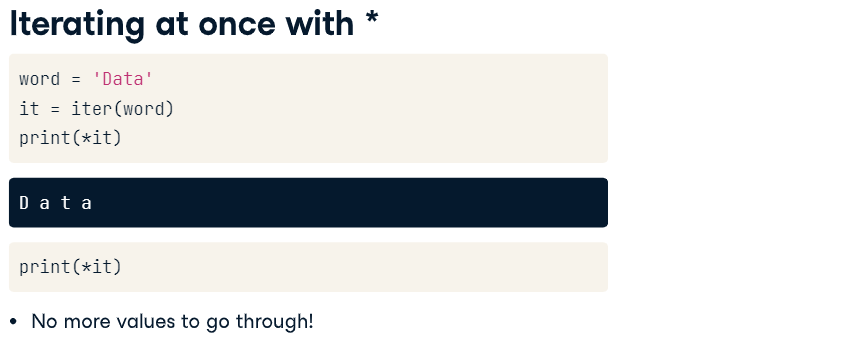 Iterating at once with *
word = 'Data'
it = iter(word)
print(*it)
D a t a
print(*it)
• No more values to go through!